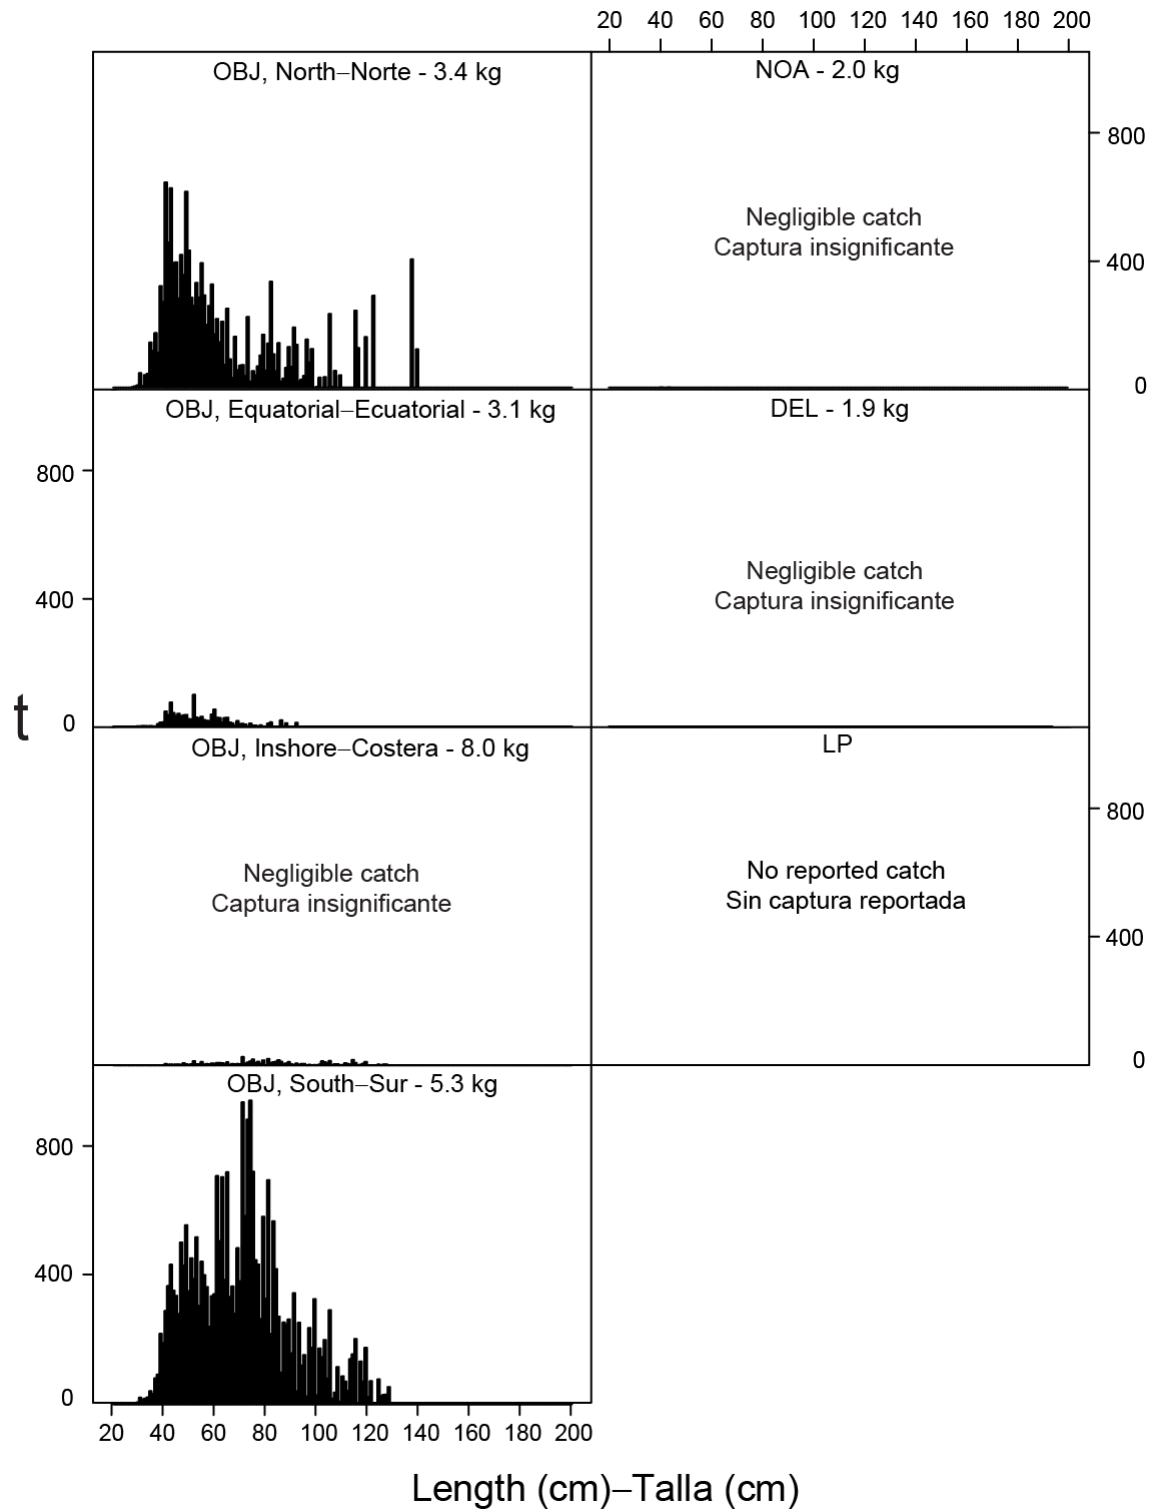 20 40 60 80 100 120 140 160 180 200
OBJ, North–Norte - 3.4 kg
NOA - 2.0 kg
800
Negligible catch
Captura insignificante
400
0
OBJ, Equatorial–Ecuatorial - 3.1 kg
DEL - 1.9 kg
800
Negligible catch
Captura insignificante
400
t
0
OBJ, Inshore–Costera - 8.0 kg
LP
800
Negligible catch
Captura insignificante
No reported catch
Sin captura reportada
400
0
OBJ, South–Sur - 5.3 kg
800
400
0
20 40 60 80 100 120 140 160 180 200
Length (cm)–Talla (cm)